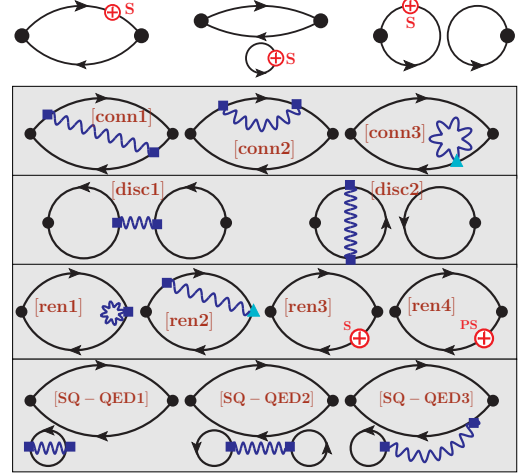 S
S
S
[conn1]
[conn2]
[conn3]
[disc1]
[disc2]
[ren1]
[ren2]
[ren3]
S
[ren4]
PS
[SQ − QED1]
[SQ − QED2]
[SQ − QED3]